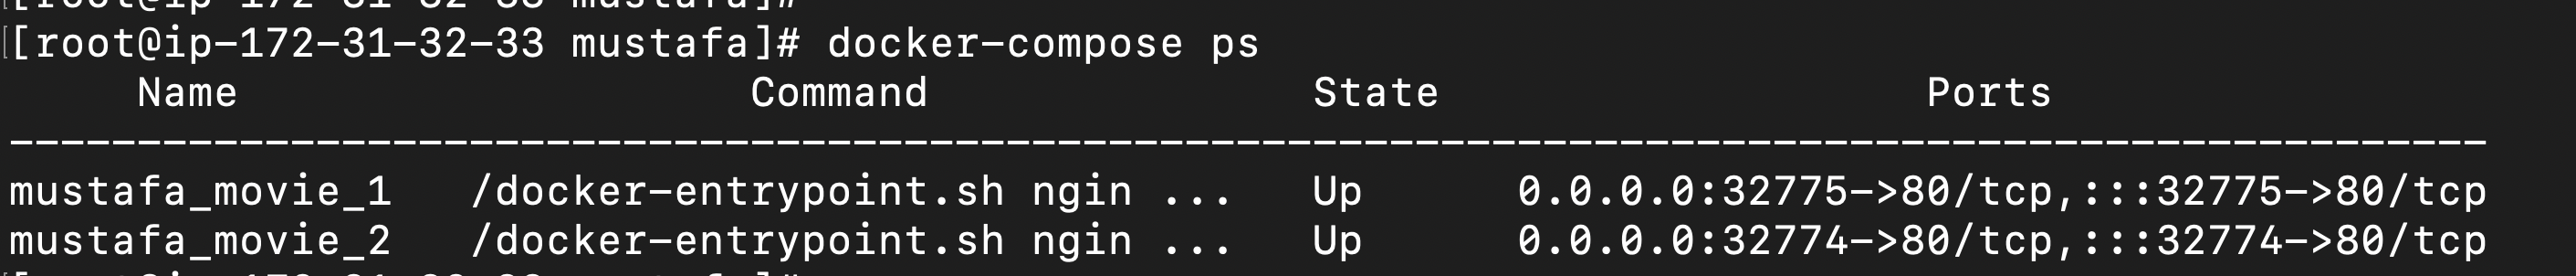 [root@ip-172-31-32-33 mustafa]#
[root@ip-172-31-32-33 mustafa]# docker-compose ps
Name Command State Ports
--------------------------------------------------------------------------------------------------
mustafa_movie_1 /docker-entrypoint.sh ngin ... Up 0.0.0.0:32775->80/tcp,:::32775->80/tcp
mustafa_movie_2 /docker-entrypoint.sh ngin ... Up 0.0.0.0:32774->80/tcp,:::32774->80/tcp